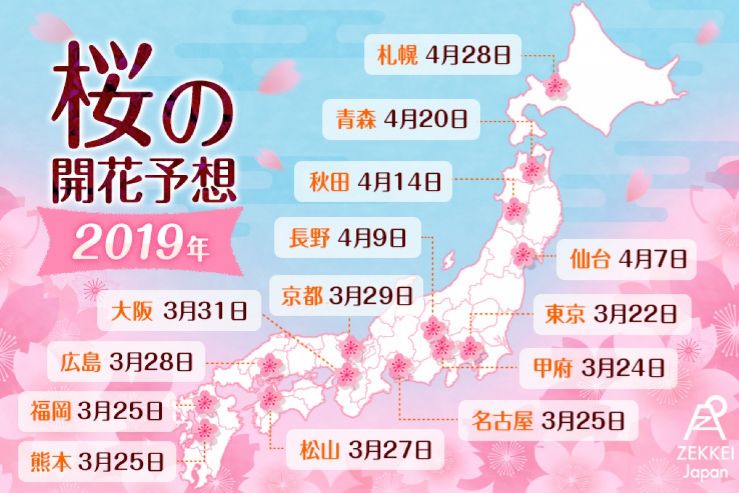 桜の
開花予想
2019年
札幌 4月28日
青森 4月20日
秋田 4月14日
長野 4月9日
仙台 4月7日
京都 3月29日
大阪 3月31日
東京 3月22日
広島 3月28日
甲府 3月24日
福岡 3月25日
名古屋 3月25日
松山 3月27日
熊本 3月25日
ZEKKEI
Japan